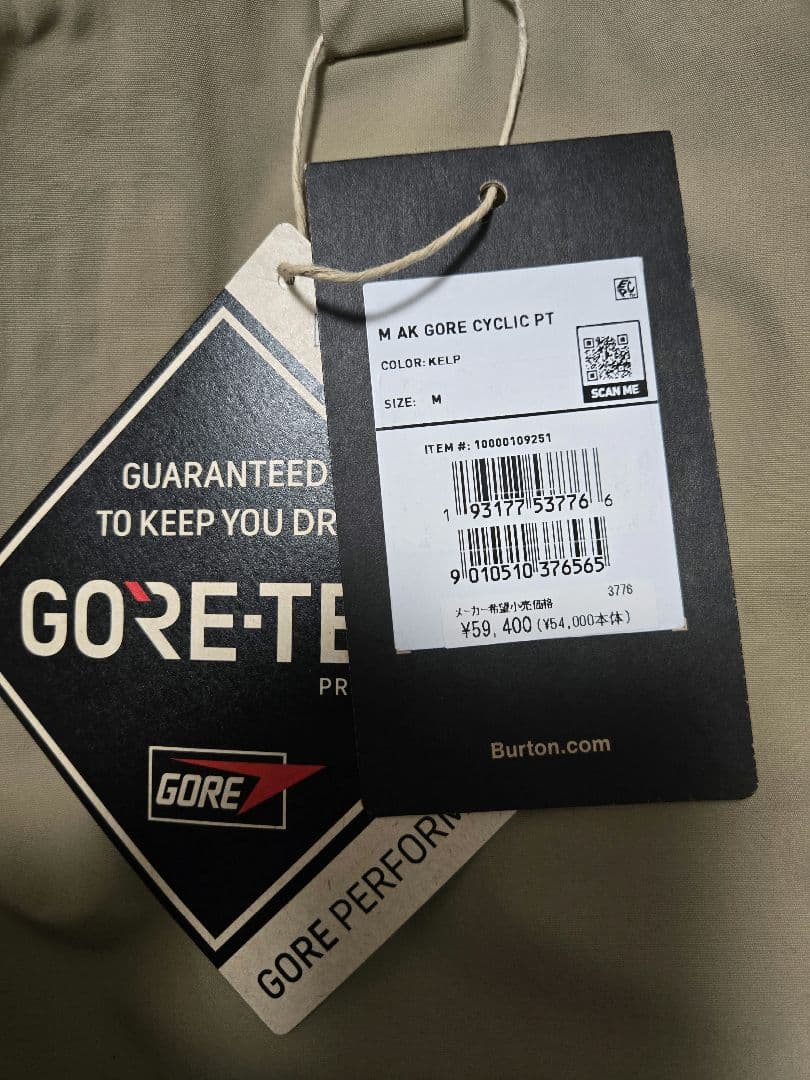 M AK GORE CYCLIC PT
COLOR: KELP
SIZE: M
SCAN ME
ITEM #: 10000109251
1 93177 53776 6
9 010510 376565
3776
メーカー希望小売価格
¥59,400 (¥54,000本体)
Burton.com
GUARANTEED
TO KEEP YOU DR
GORE-TE
PR
GORE
GORE PERFORM